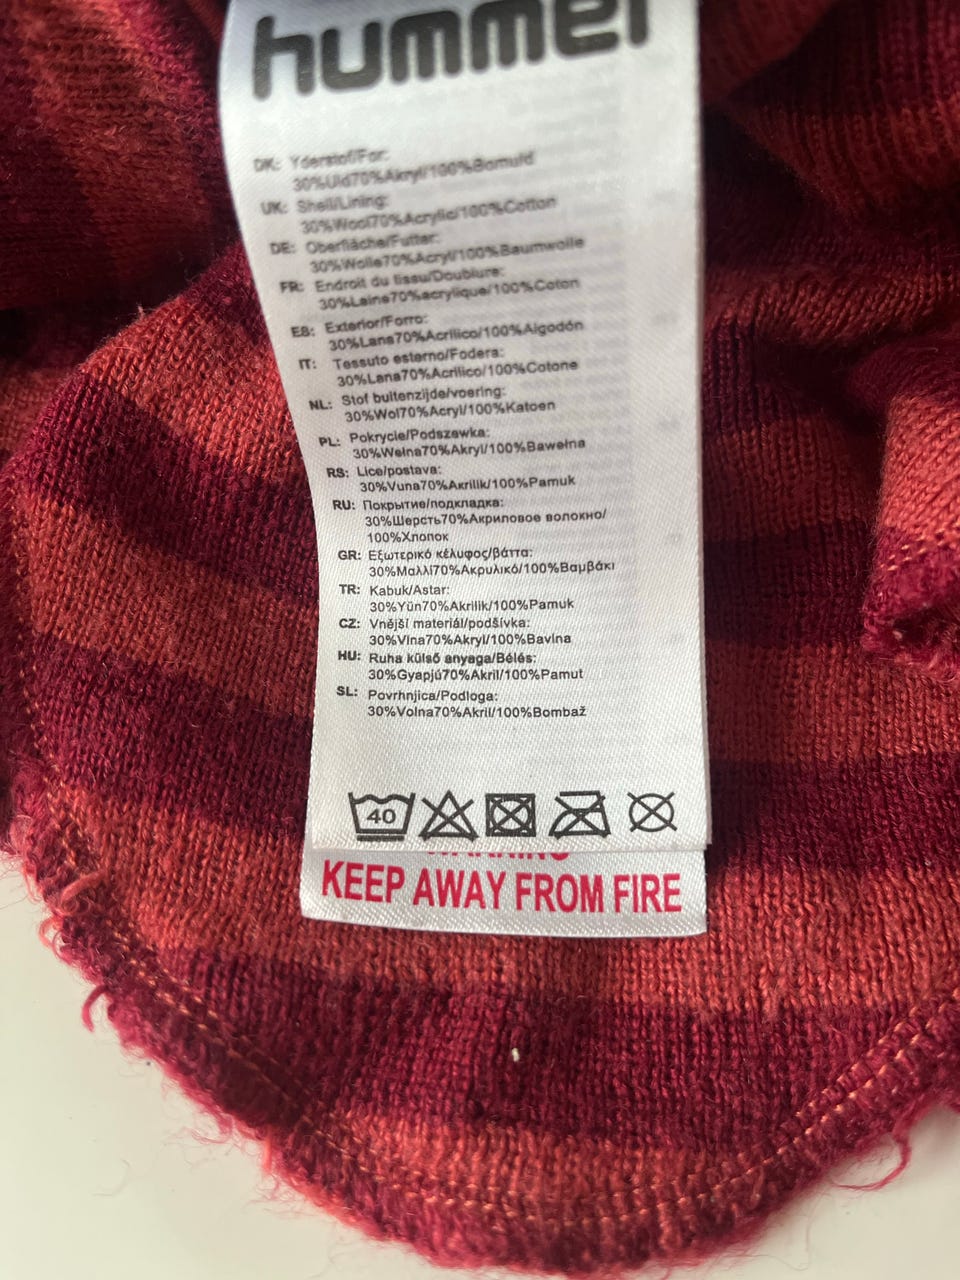 hummel
DK: Yderstof/For:
30%Uld70%Akryl/100%Bomuld
UK: Shell/Lining:
30%Wool70%Acrylic/100%Cotton
DE: Oberfläche/Futter:
30%Wolle70%Acryl/100%Baumwolle
FR: Endroit du tissu/Doublure:
30%Laine70%acrylique/100%Coton
ES: Exterior/Forro:
30%Lana70%Acrílico/100%Algodón
IT: Tessuto esterno/Fodera:
30%Lana70%Acrilico/100%Cotone
NL: Stof buitenzijde/voering:
30%Wol70%Acryl/100%Katoen
PL: Pokrycie/Podszewka:
30%Wełna70%Akryl/100%Bawełna
RS: Lice/postava:
30%Vuna70%Akrilik/100%Pamuk
RU: Покрытие/подкладка:
30%Шерсть70%Акриловое волокно/
100%Хлопок
GR: Εξωτερικό κέλυφος/βάττα:
30%Μαλλί70%Ακρυλικό/100%Βαμβάκι
TR: Kabuk/Astar:
30%Yün70%Akrilik/100%Pamuk
CZ: Vnější materiál/podšívka:
30%Vlna70%Akryl/100%Bavlna
HU: Ruha külső anyaga/Bélés:
30%Gyapjú70%Akril/100%Pamut
SL: Povrhnjica/Podloga:
30%Volna70%Akril/100%Bombaž
40
WARNING
KEEP AWAY FROM FIRE